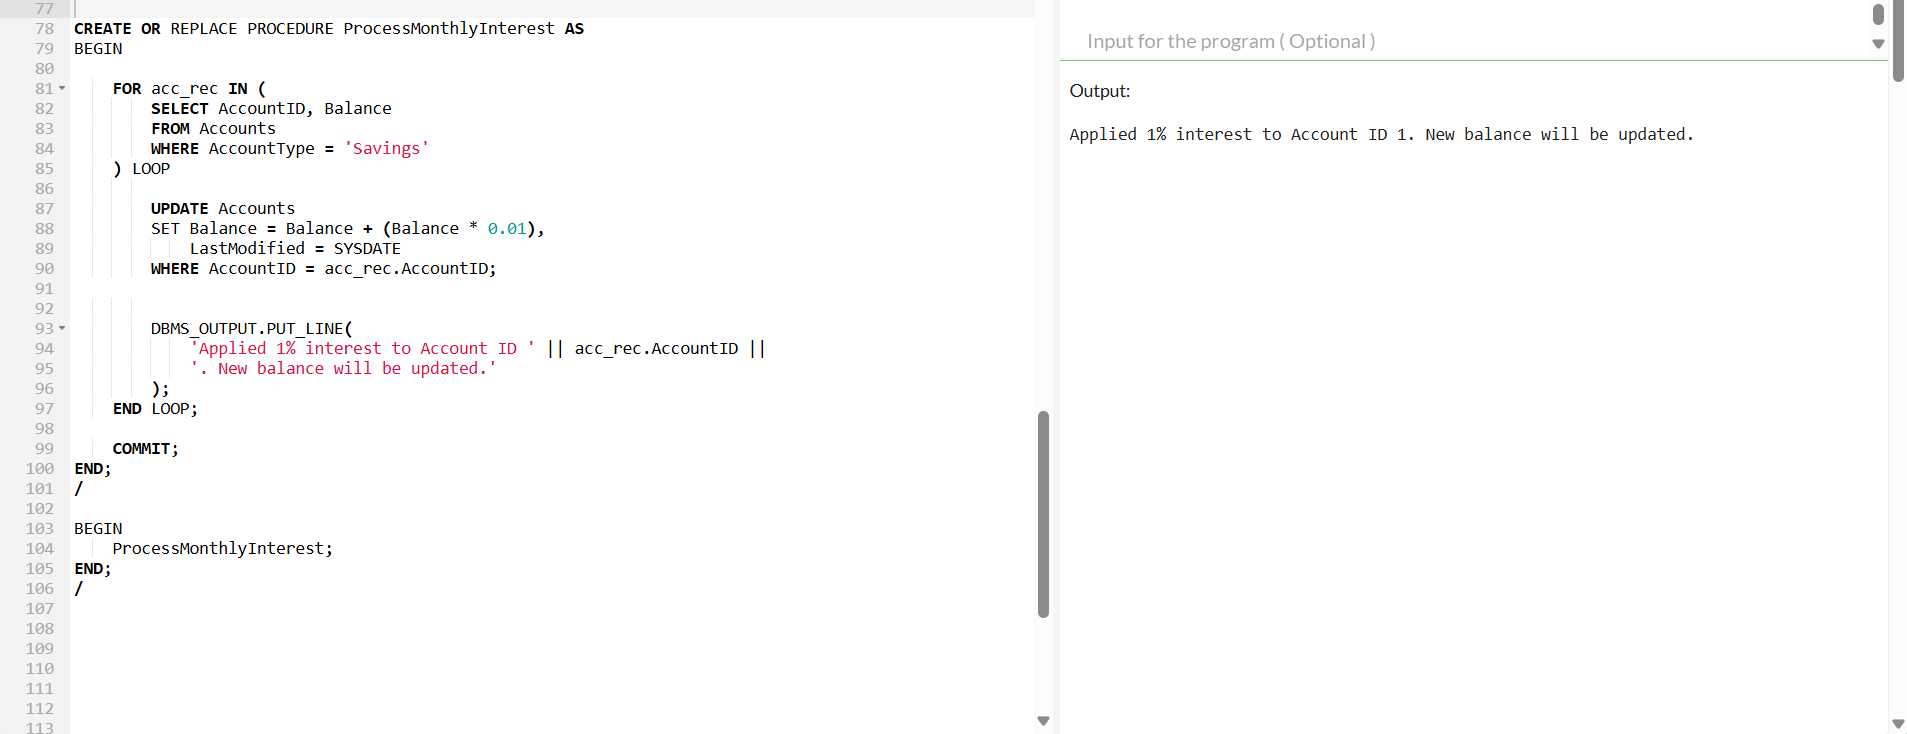 77
78 CREATE OR REPLACE PROCEDURE ProcessMonthlyInterest AS
79 BEGIN
80
81 FOR acc_rec IN (
82 SELECT AccountID, Balance
83 FROM Accounts
84 WHERE AccountType = 'Savings'
85 ) LOOP
86
87 UPDATE Accounts
88 SET Balance = Balance + (Balance * 0.01),
89 LastModified = SYSDATE
90 WHERE AccountID = acc_rec.AccountID;
91
92
93 DBMS_OUTPUT.PUT_LINE(
94 'Applied 1% interest to Account ID ' || acc_rec.AccountID ||
95 '. New balance will be updated.'
96 );
97 END LOOP;
98
99 COMMIT;
100 END;
101 /
102
103 BEGIN
104 ProcessMonthlyInterest;
105 END;
106 /
107
108
109
110
111
112
113
Input for the program ( Optional )
Output:
Applied 1% interest to Account ID 1. New balance will be updated.